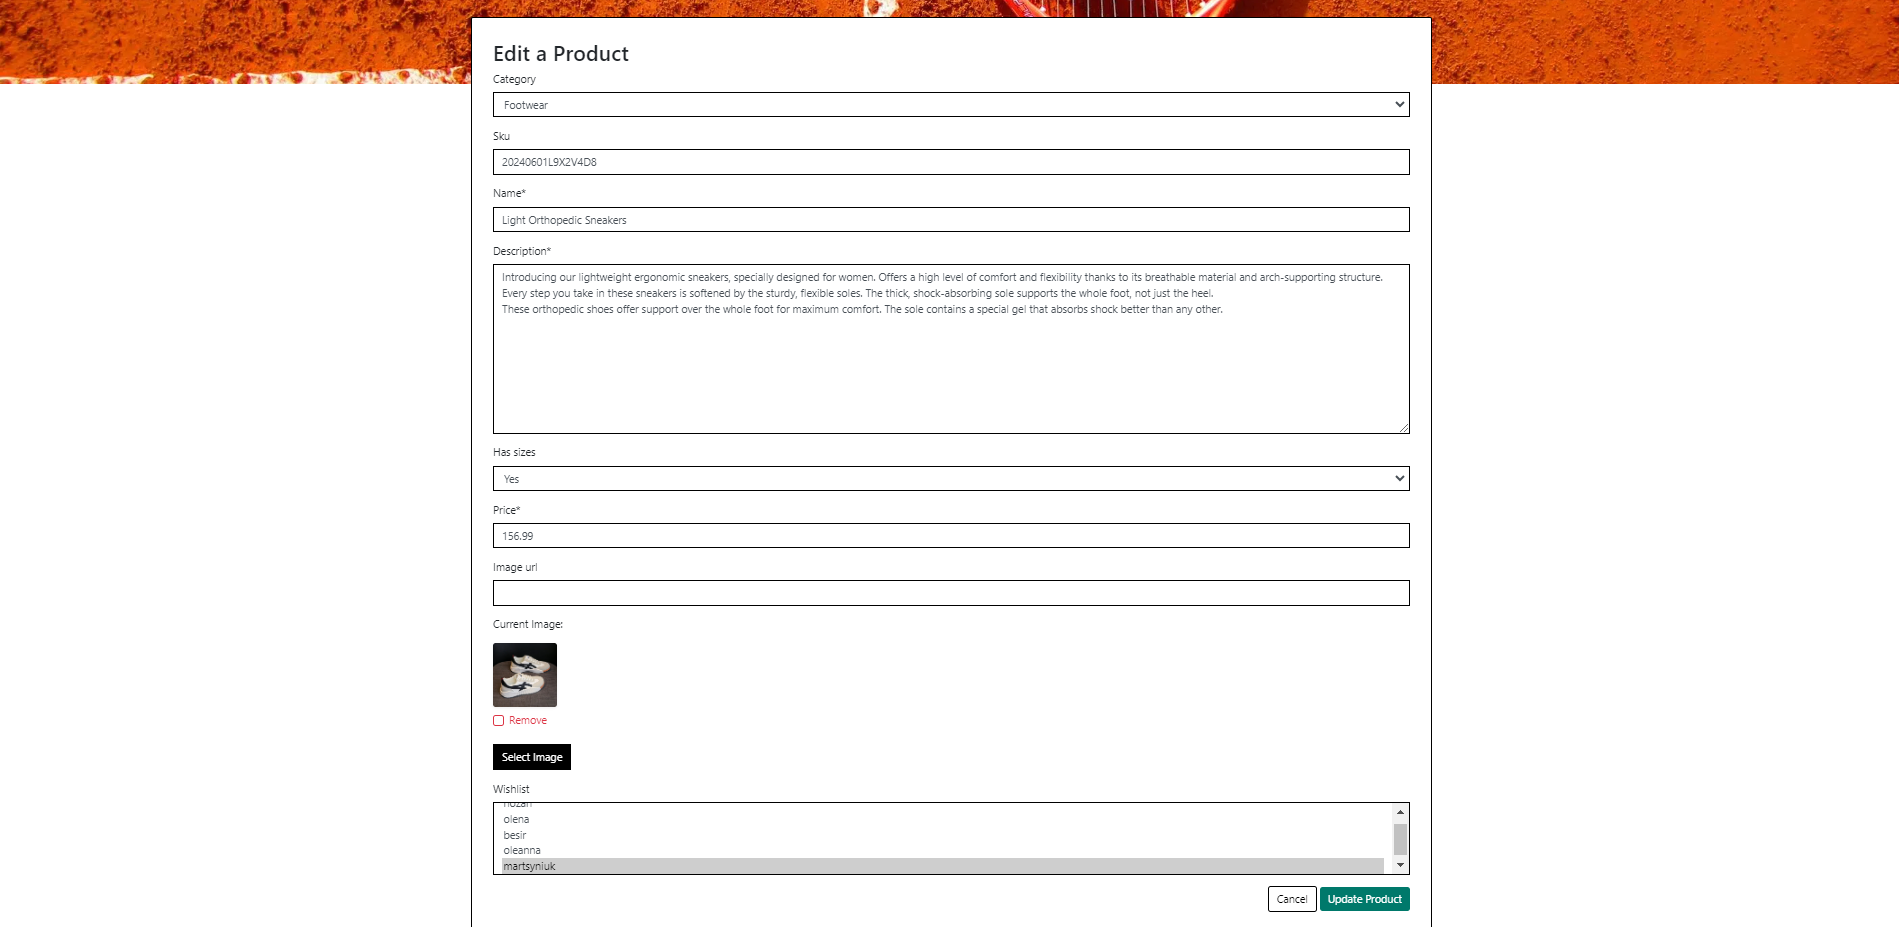 Edit a Product
Category
Footwear
Sku
20240601L9X2V4D8
Name*
Light Orthopedic Sneakers
Description*
Introducing our lightweight ergonomic sneakers, specially designed for women. Offers a high level of comfort and flexibility thanks to its breathable material and arch-supporting structure.
Every step you take in these sneakers is softened by the sturdy, flexible soles. The thick, shock-absorbing sole supports the whole foot, not just the heel.
These orthopedic shoes offer support over the whole foot for maximum comfort. The sole contains a special gel that absorbs shock better than any other.
Has sizes
Yes
Price*
156.99
Image url
Current Image:
Remove
Select Image
Wishlist
nozan
olena
besir
oleanna
martsyniuk
Cancel Update Product